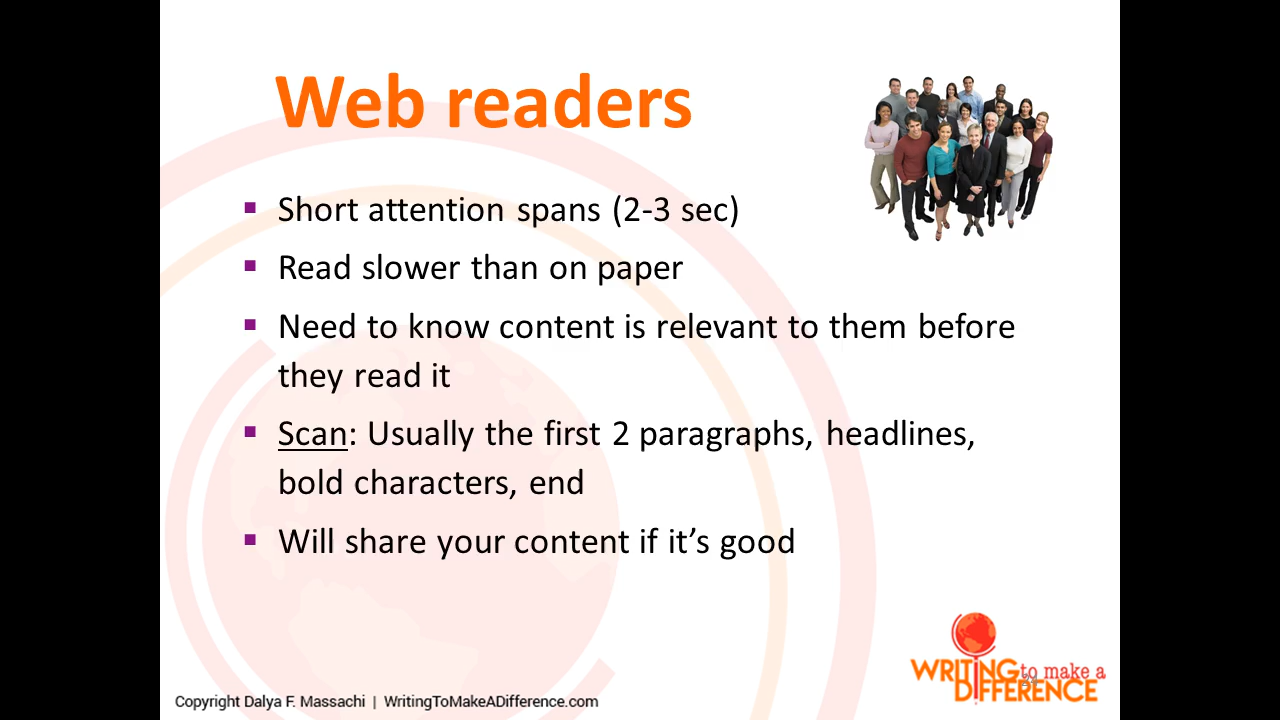 Web readers
Short attention spans (2-3 sec)
Read slower than on paper
Need to know content is relevant to them before
they read it
Scan: Usually the first 2 paragraphs, headlines,
bold characters, end
Will share your content if it’s good
WRITING to make a
DIFFERENCE
Copyright Dalya F. Massachi | WritingToMakeADifference.com